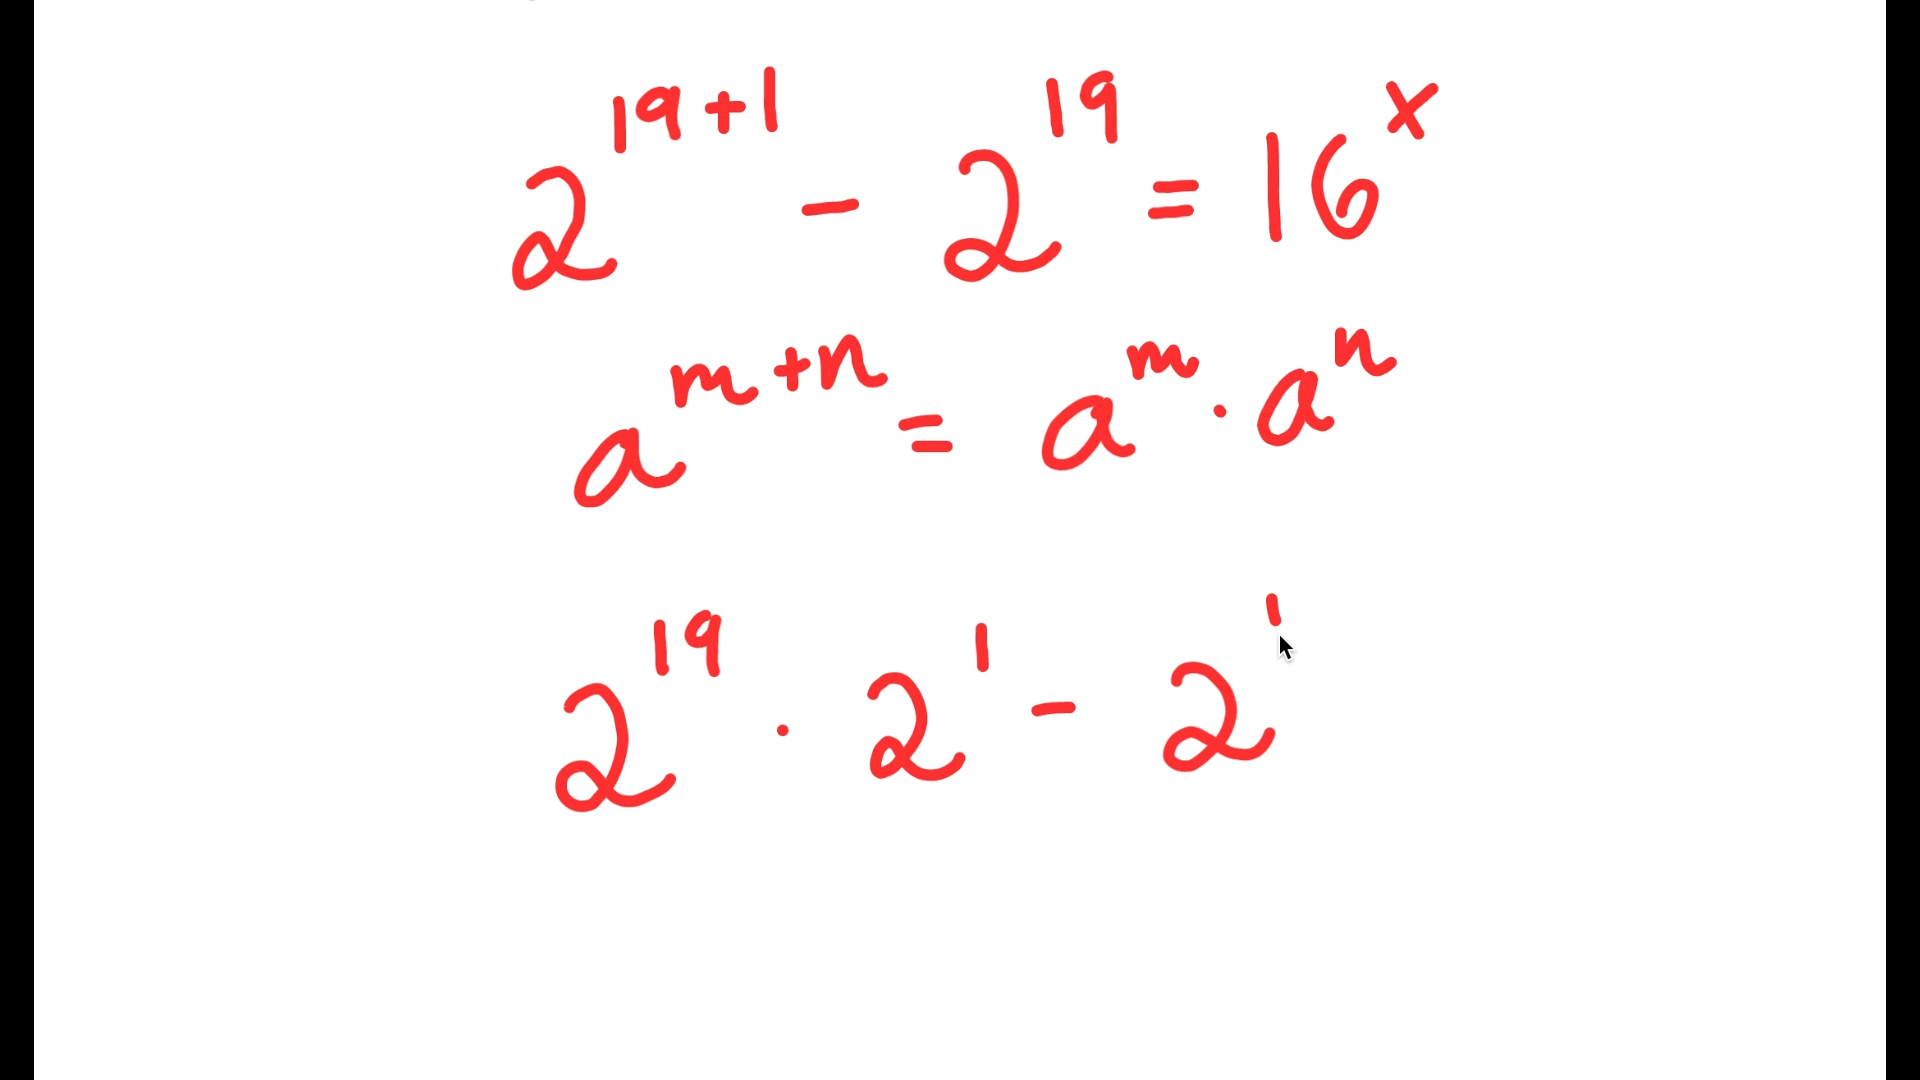 2^{19+1} - 2^{19} = 16^x
a^{m+n} = a^m · a^n
2^{19} · 2^1 - 2^1